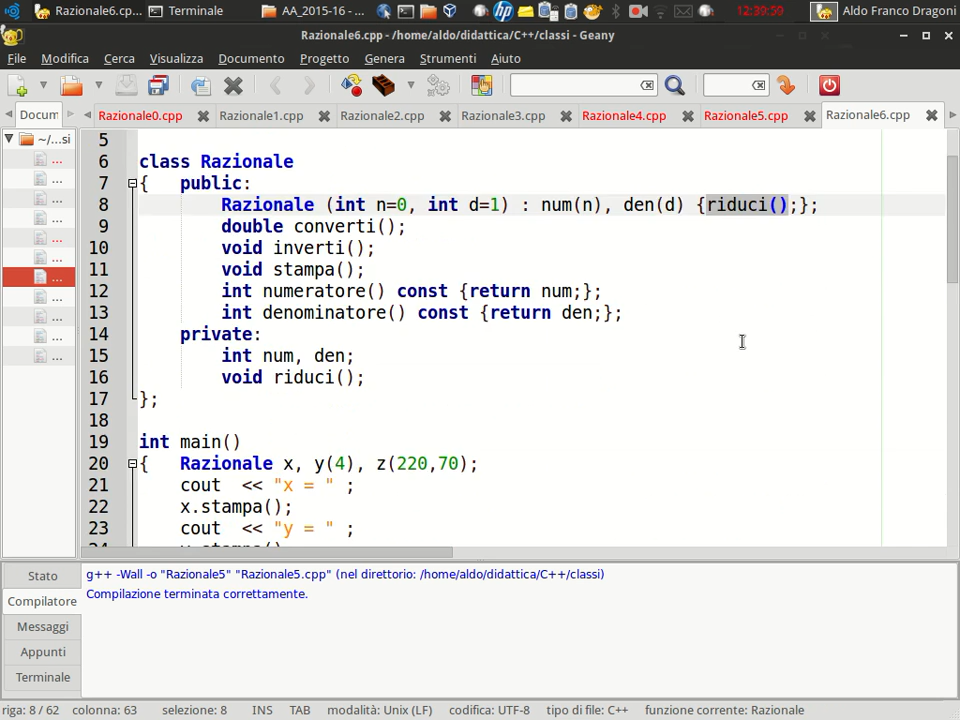 Razionale6.cp...
Terminale
AA_2015-16 - ...
12:39:50
Aldo Franco Dragoni
Razionale6.cpp - /home/aldo/didattica/C++/classi - Geany
File Modifica Cerca Visualizza Documento Progetto Genera Strumenti Aiuto
Docum Razionale0.cpp Razionale1.cpp Razionale2.cpp Razionale3.cpp Razionale4.cpp Razionale5.cpp Razionale6.cpp
~/...si
...
...
...
...
...
...
...
...
...
...
...
5
6 class Razionale
7 { public:
8 Razionale (int n=0, int d=1) : num(n), den(d) {riduci();};
9 double converti();
10 void inverti();
11 void stampa();
12 int numeratore() const {return num;};
13 int denominatore() const {return den;};
14 private:
15 int num, den;
16 void riduci();
17 };
18
19 int main()
20 { Razionale x, y(4), z(220,70);
21 cout << "x = " ;
22 x.stampa();
23 cout << "y = " ;
24 y.stampa();
Stato
Compilatore
Messaggi
Appunti
Terminale
g++ -Wall -o "Razionale5" "Razionale5.cpp" (nel direttorio: /home/aldo/didattica/C++/classi)
Compilazione terminata correttamente.
riga: 8 / 62 colonna: 63 selezione: 8 INS TAB modalità: Unix (LF) codifica: UTF-8 tipo di file: C++ funzione corrente: Razionale